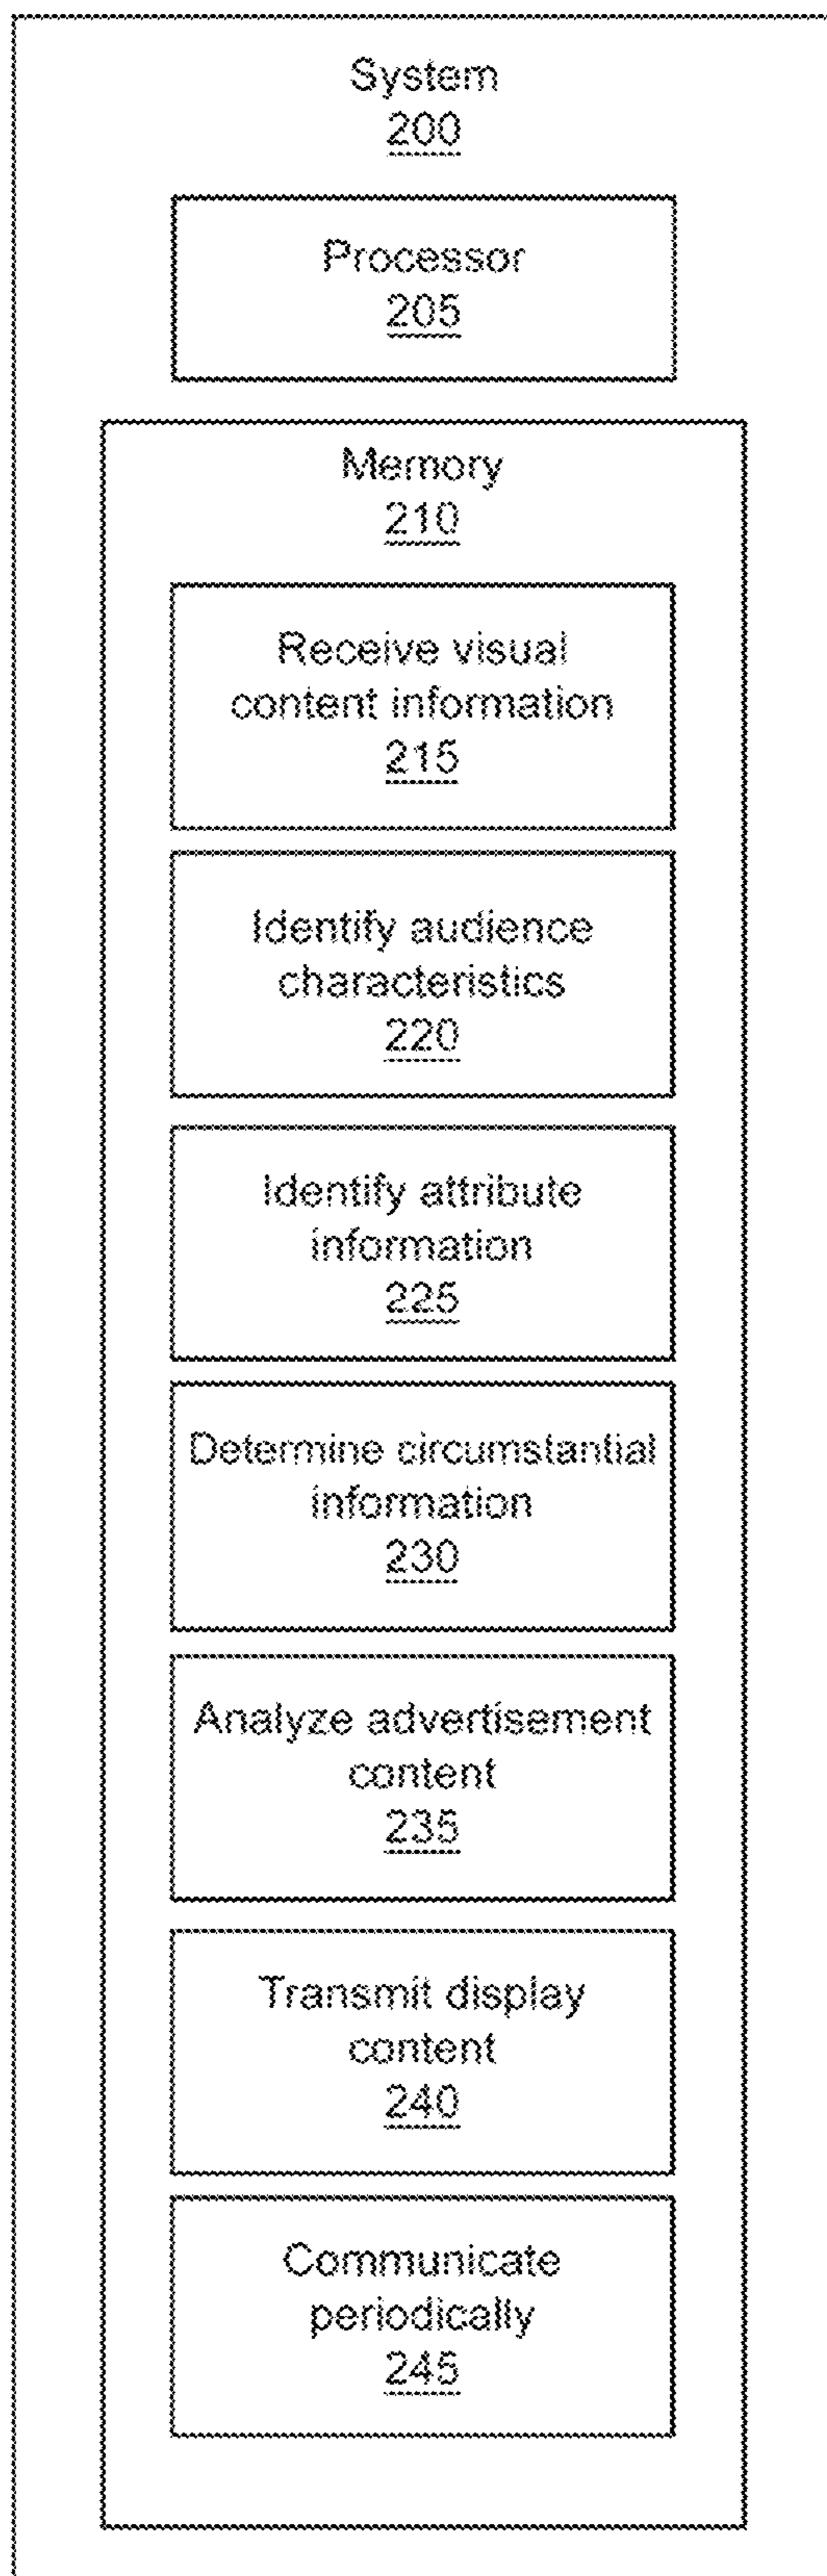 System
200
Processor
205
Memory
210
Receive visual
content information
215
Identify audience
characteristics
220
Identify attribute
information
225
Determine circumstantial
information
230
Analyze advertisement
content
235
Transmit display
content
240
Communicate
periodically
245